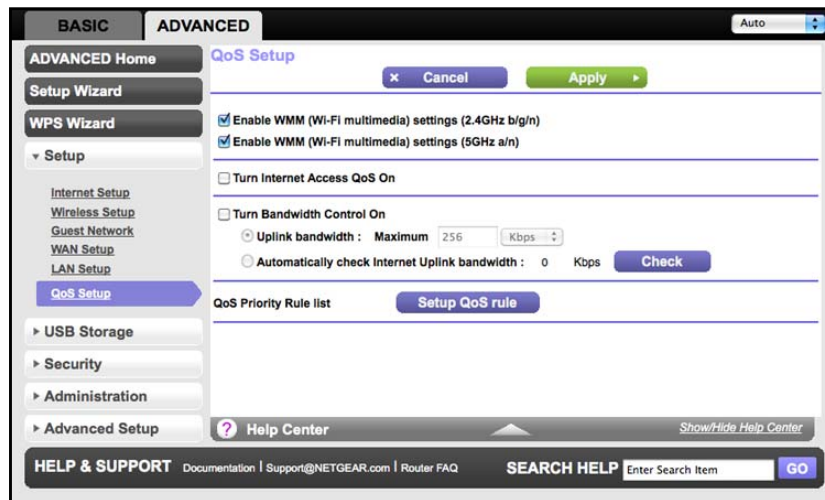 BASIC
ADVANCED
Auto
ADVANCED Home
Setup Wizard
WPS Wizard
Setup
Internet Setup
Wireless Setup
Guest Network
WAN Setup
LAN Setup
QoS Setup
USB Storage
Security
Administration
Advanced Setup
QoS Setup
x Cancel
Apply
Enable WMM (Wi-Fi multimedia) settings (2.4GHz b/g/n)
Enable WMM (Wi-Fi multimedia) settings (5GHz a/n)
Turn Internet Access QoS On
Turn Bandwidth Control On
Uplink bandwidth : Maximum 256 Kbps
Automatically check Internet Uplink bandwidth : 0 Kbps Check
QoS Priority Rule list Setup QoS rule
? Help Center Show/Hide Help Center
HELP & SUPPORT Documentation | Support@NETGEAR.com | Router FAQ SEARCH HELP Enter Search Item GO